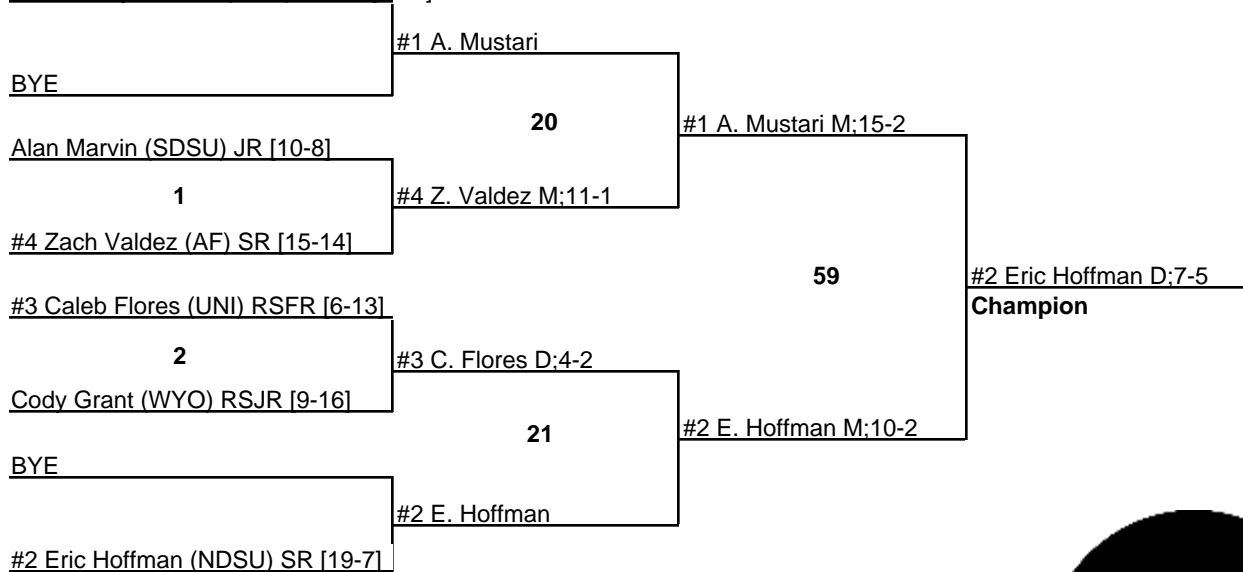 #1 A. Mustari
BYE
20
#1 A. Mustari M;15-2
Alan Marvin (SDSU) JR [10-8]
1
#4 Z. Valdez M;11-1
#4 Zach Valdez (AF) SR [15-14]
59
#2 Eric Hoffman D;7-5
Champion
#3 Caleb Flores (UNI) RSFR [6-13]
2
#3 C. Flores D;4-2
Cody Grant (WYO) RSJR [9-16]
21
#2 E. Hoffman M;10-2
BYE
#2 E. Hoffman
#2 Eric Hoffman (NDSU) SR [19-7]